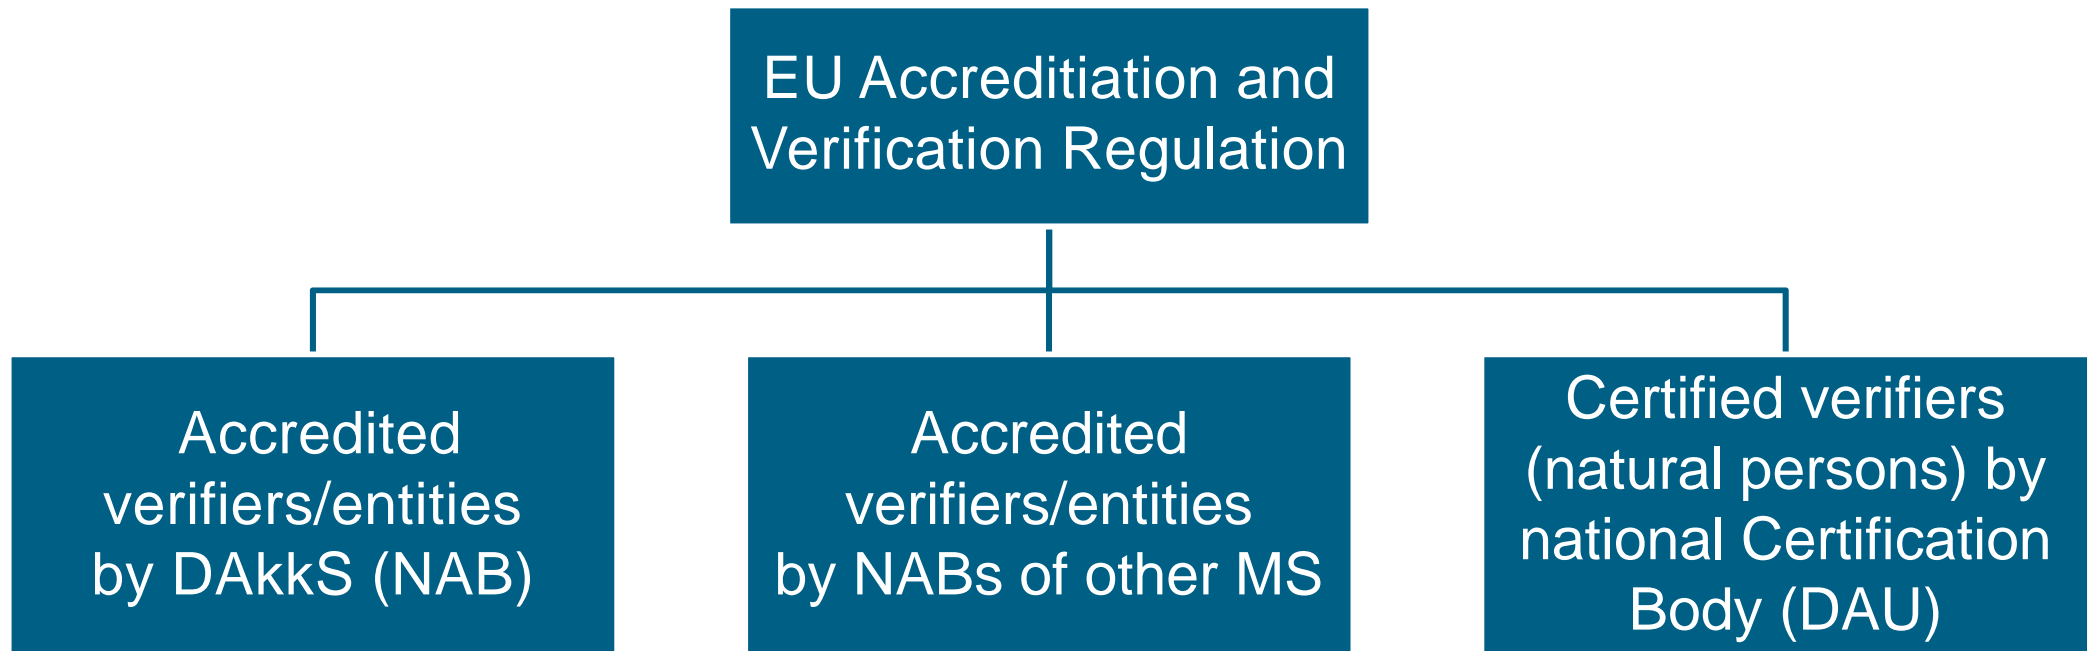 EU Accreditiation and
Verification Regulation
Accredited
verifiers/entities
by DAkkS (NAB)
Accredited
verifiers/entities
by NABs of other MS
Certified verifiers
(natural persons) by
national Certification
Body (DAU)